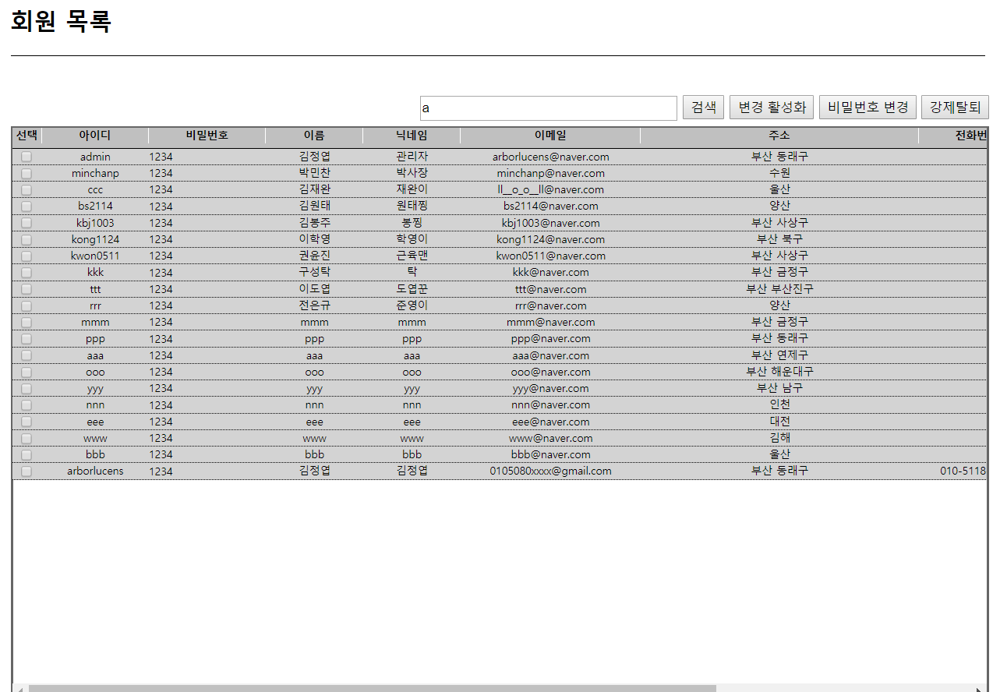 회원 목록
a 검색 변경 활성화 비밀번호 변경 강제탈퇴
선택 아이디 비밀번호 이름 닉네임 이메일 주소 전화번
admin 1234 김정엽 관리자 arborlucens@naver.com 부산 동래구
minchanp 1234 박민찬 박사장 minchanp@naver.com 수원
ccc 1234 김재완 재완이 ll__o_o__ll@naver.com 울산
bs2114 1234 김원태 원태찡 bs2114@naver.com 양산
kbj1003 1234 김봉주 봉찡 kbj1003@naver.com 부산 사상구
kong1124 1234 이학영 학영이 kong1124@naver.com 부산 북구
kwon0511 1234 권윤진 근육맨 kwon0511@naver.com 부산 사상구
kkk 1234 구성탁 탁 kkk@naver.com 부산 금정구
ttt 1234 이도엽 도엽꾼 ttt@naver.com 부산 부산진구
rrr 1234 전은규 준영이 rrr@naver.com 양산
mmm 1234 mmm mmm mmm@naver.com 부산 금정구
ppp 1234 ppp ppp ppp@naver.com 부산 동래구
aaa 1234 aaa aaa aaa@naver.com 부산 연제구
ooo 1234 ooo ooo ooo@naver.com 부산 해운대구
yyy 1234 yyy yyy yyy@naver.com 부산 남구
nnn 1234 nnn nnn nnn@naver.com 인천
eee 1234 eee eee eee@naver.com 대전
www 1234 www www www@naver.com 김해
bbb 1234 bbb bbb bbb@naver.com 울산
arborlucens 1234 김정엽 김정엽 0105080xxxx@gmail.com 부산 동래구 010-5118